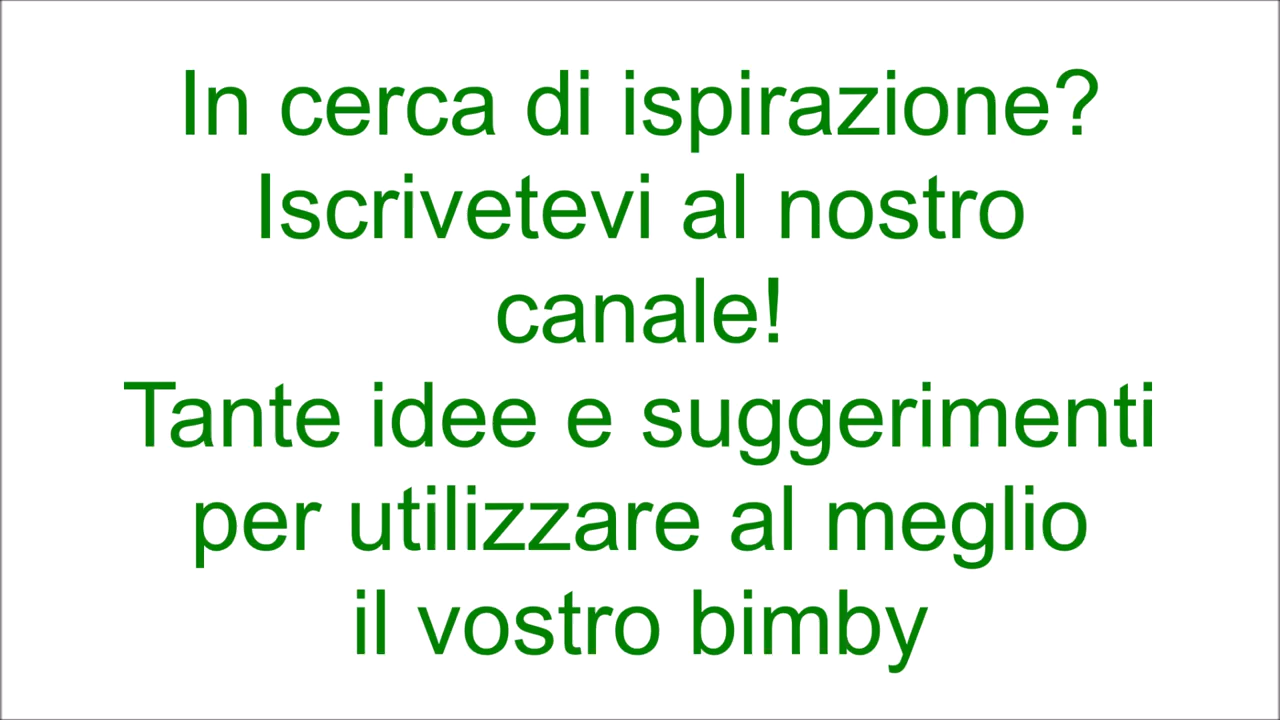 In cerca di ispirazione?
Iscrivetevi al nostro
canale!
Tante idee e suggerimenti
per utilizzare al meglio
il vostro bimby